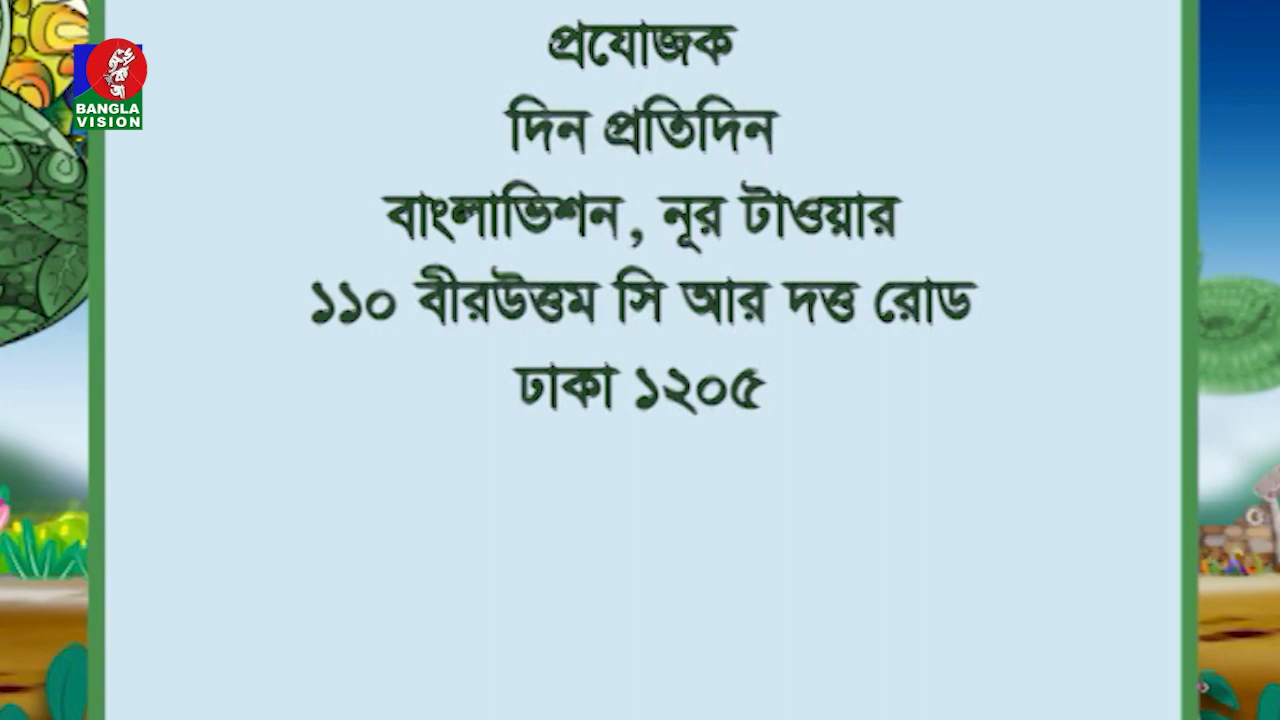 BANGLA
VISION
প্রযোজক
দিন প্রতিদিন
বাংলাভিশন, নূর টাওয়ার
১১০ বীরউত্তম সি আর দত্ত রোড
ঢাকা ১২০৫